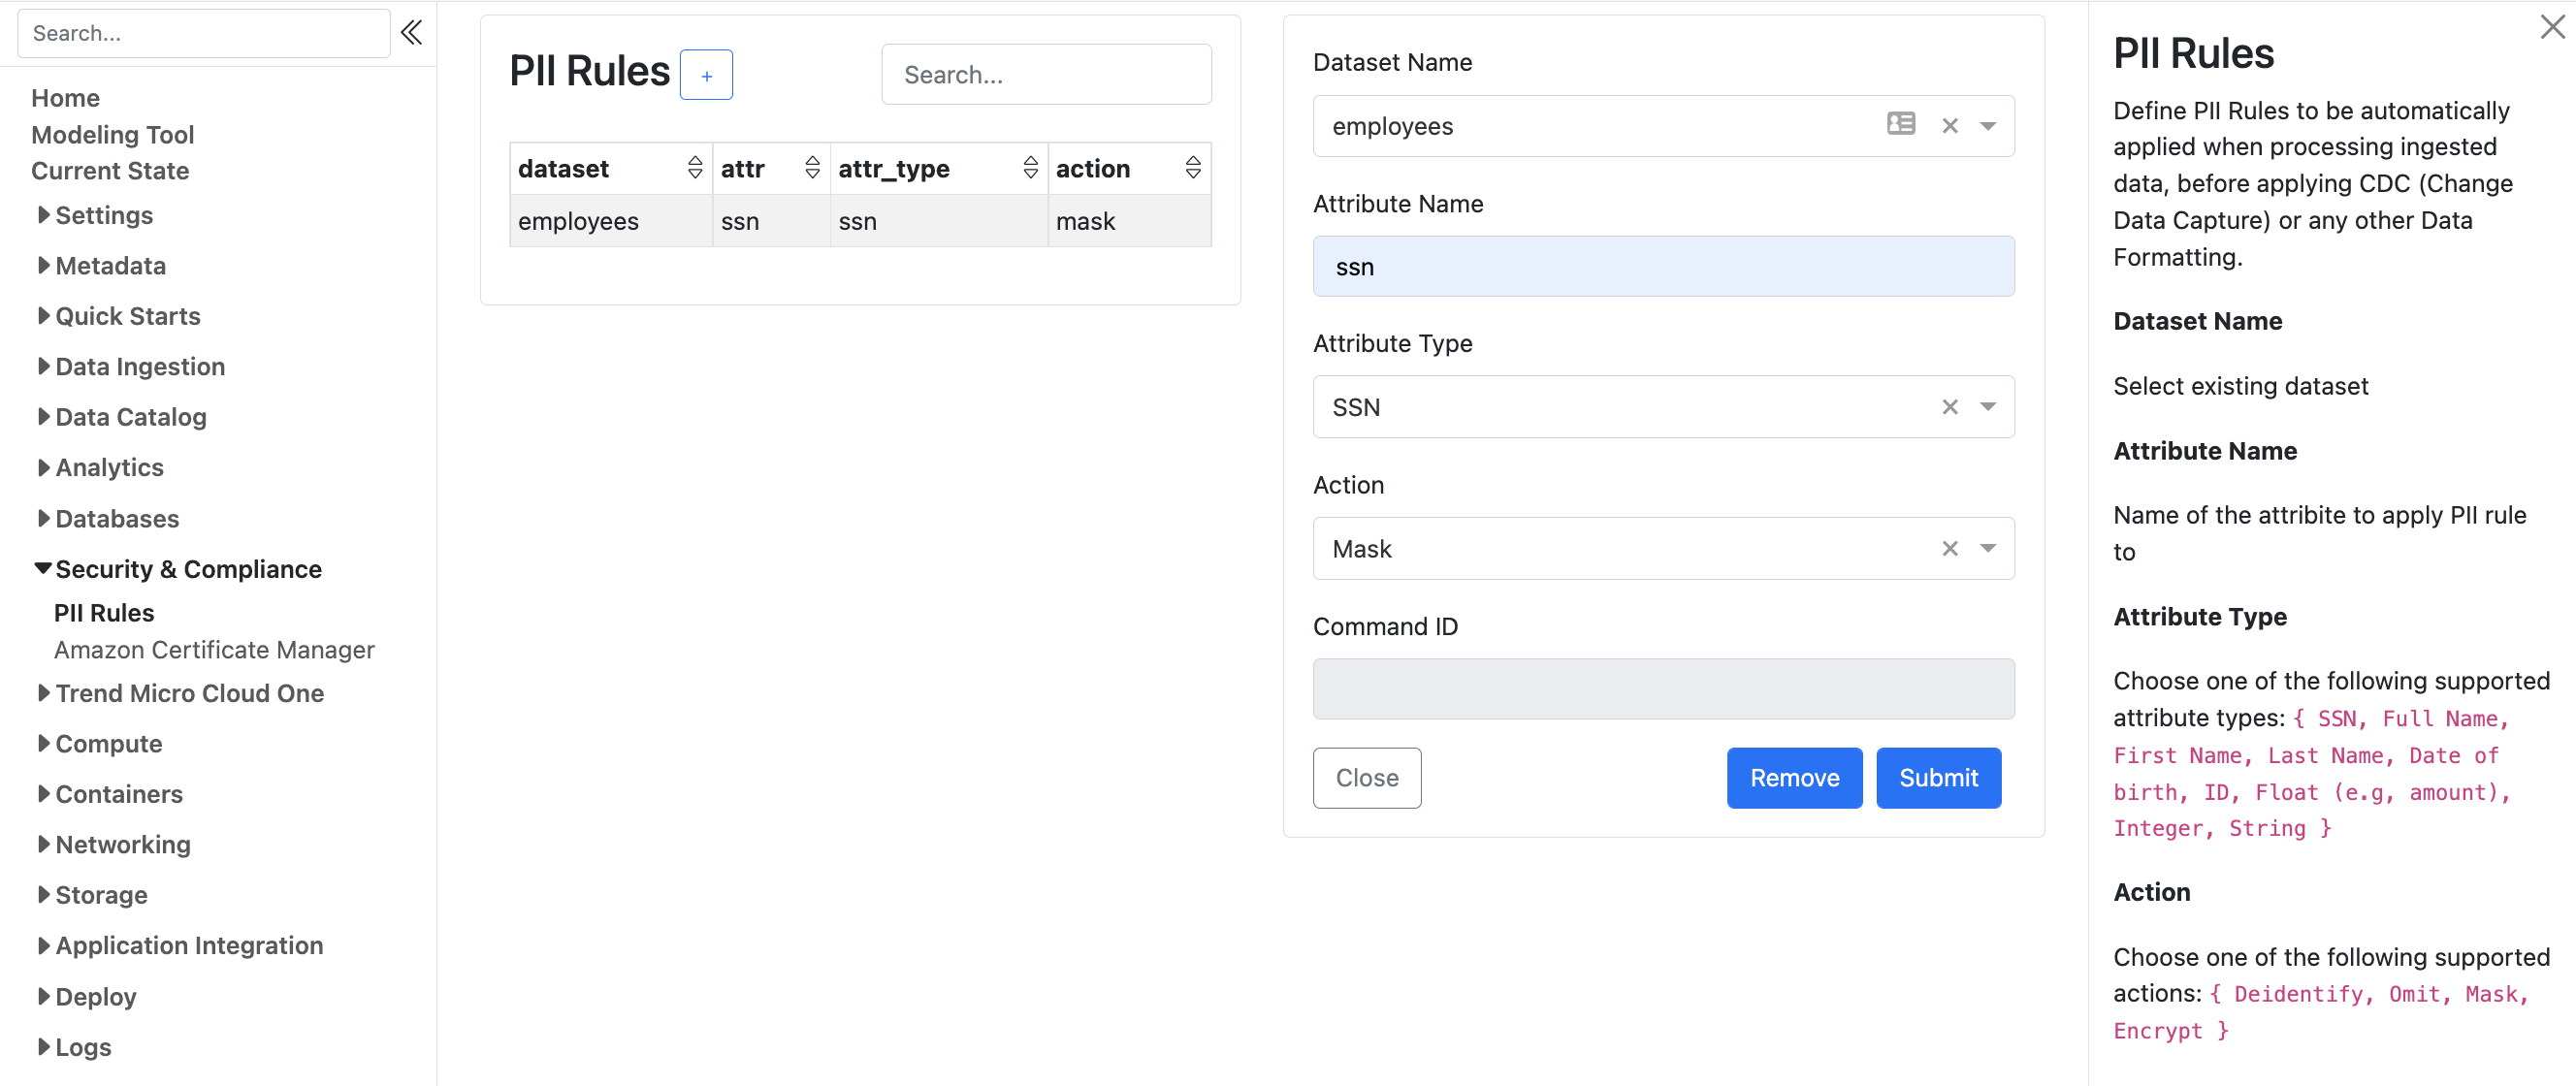 Search...
Home
Modeling Tool
Current State
Settings
Metadata
Quick Starts
Data Ingestion
Data Catalog
Analytics
Databases
Security & Compliance
PII Rules
Amazon Certificate Manager
Trend Micro Cloud One
Compute
Containers
Networking
Storage
Application Integration
Deploy
Logs
PII Rules +
Search...
dataset attr attr_type action
employees ssn ssn mask
Dataset Name
employees
Attribute Name
ssn
Attribute Type
SSN
Action
Mask
Command ID
Close Remove Submit
PII Rules
Define PII Rules to be automatically
applied when processing ingested
data, before applying CDC (Change
Data Capture) or any other Data
Formatting.
Dataset Name
Select existing dataset
Attribute Name
Name of the attribite to apply PII rule
to
Attribute Type
Choose one of the following supported
attribute types: { SSN, Full Name,
First Name, Last Name, Date of
birth, ID, Float (e.g, amount),
Integer, String }
Action
Choose one of the following supported
actions: { Deidentify, Omit, Mask,
Encrypt }